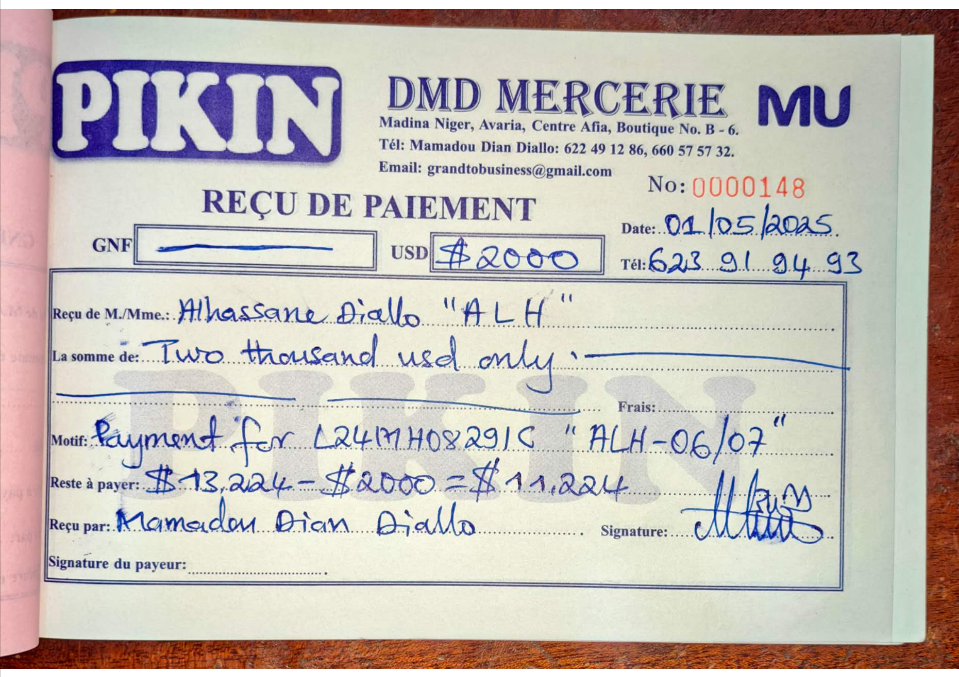 PIKIN
DMD MERCERIE
MU
Madina Niger, Avaria, Centre Afia, Boutique No. B - 6.
Tél: Mamadou Dian Diallo: 622 49 12 86, 660 57 57 32.
Email: grandtobusiness@gmail.com
No: 0000148
REÇU DE PAIEMENT
Date: 01/05/2025.
GNF
USD $2000
Tél: 623 91 94 93
Reçu de M./Mme.: Alhassane Diallo "ALH"
La somme de: Two thousand usd only.
Frais:
Motif: Payment for L24MH08291C "ALH-06/07"
Reste à payer: $13,224 - $2000 = $11,224
Reçu par: Mamadou Dian Diallo
Signature:
Signature du payeur:
PIKIN